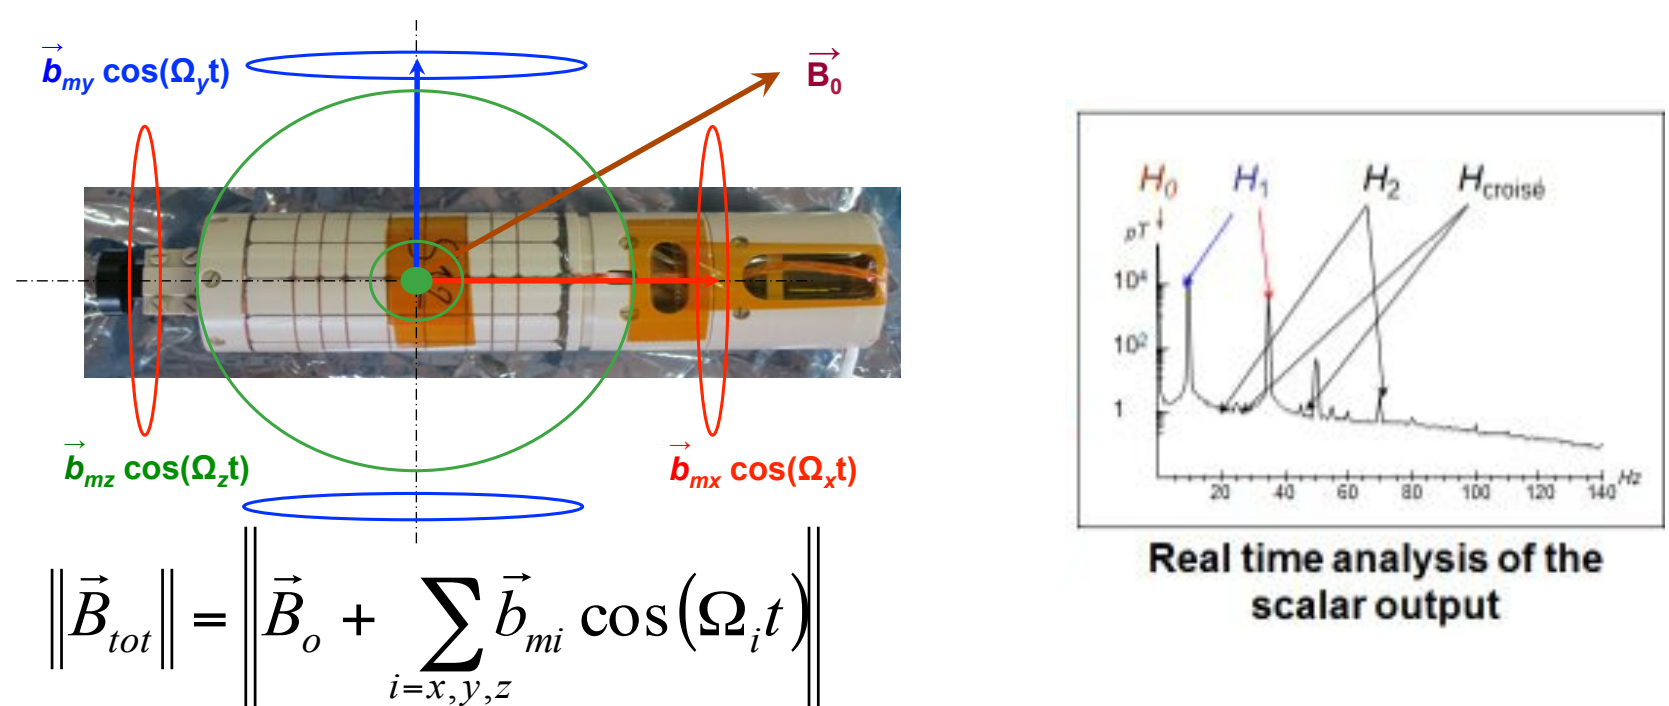 b⃗my cos(Ωyt)
B⃗0
b⃗mz cos(Ωzt)
b⃗mx cos(Ωxt)
‖B⃗tot‖ = ‖B⃗o + ∑i=x,y,z b⃗mi cos(Ωit)‖
H0 H1 H2 Hcroisé
pT
10⁴
10²
1
20 40 60 80 100 120 140 Hz
Real time analysis of the
scalar output